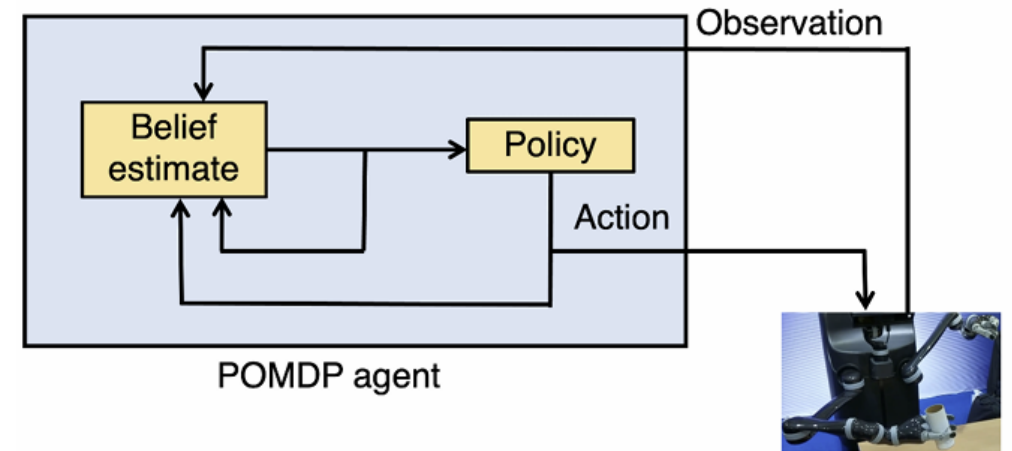 Observation
Belief
estimate
Policy
Action
POMDP agent